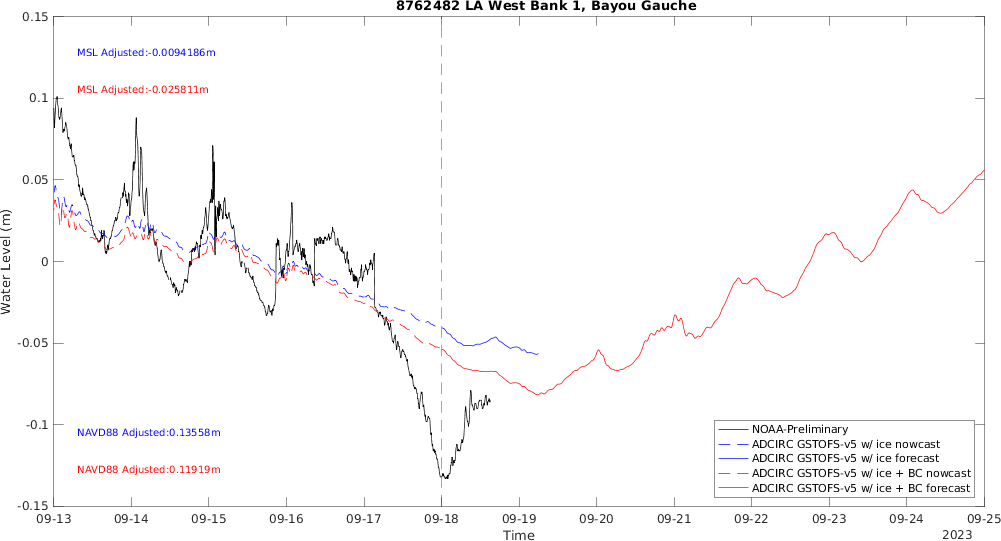 8762482 LA West Bank 1, Bayou Gauche
0.15
0.1
0.05
0
-0.05
-0.1
-0.15
Water Level (m)
MSL Adjusted:-0.0094186m
MSL Adjusted:-0.025811m
NAVD88 Adjusted:0.13558m
NAVD88 Adjusted:0.11919m
NOAA-Preliminary
ADCIRC GSTOFS-v5 w/ ice nowcast
ADCIRC GSTOFS-v5 w/ ice forecast
ADCIRC GSTOFS-v5 w/ ice + BC nowcast
ADCIRC GSTOFS-v5 w/ ice + BC forecast
09-13 09-14 09-15 09-16 09-17 09-18 09-19 09-20 09-21 09-22 09-23 09-24 09-25
Time
2023